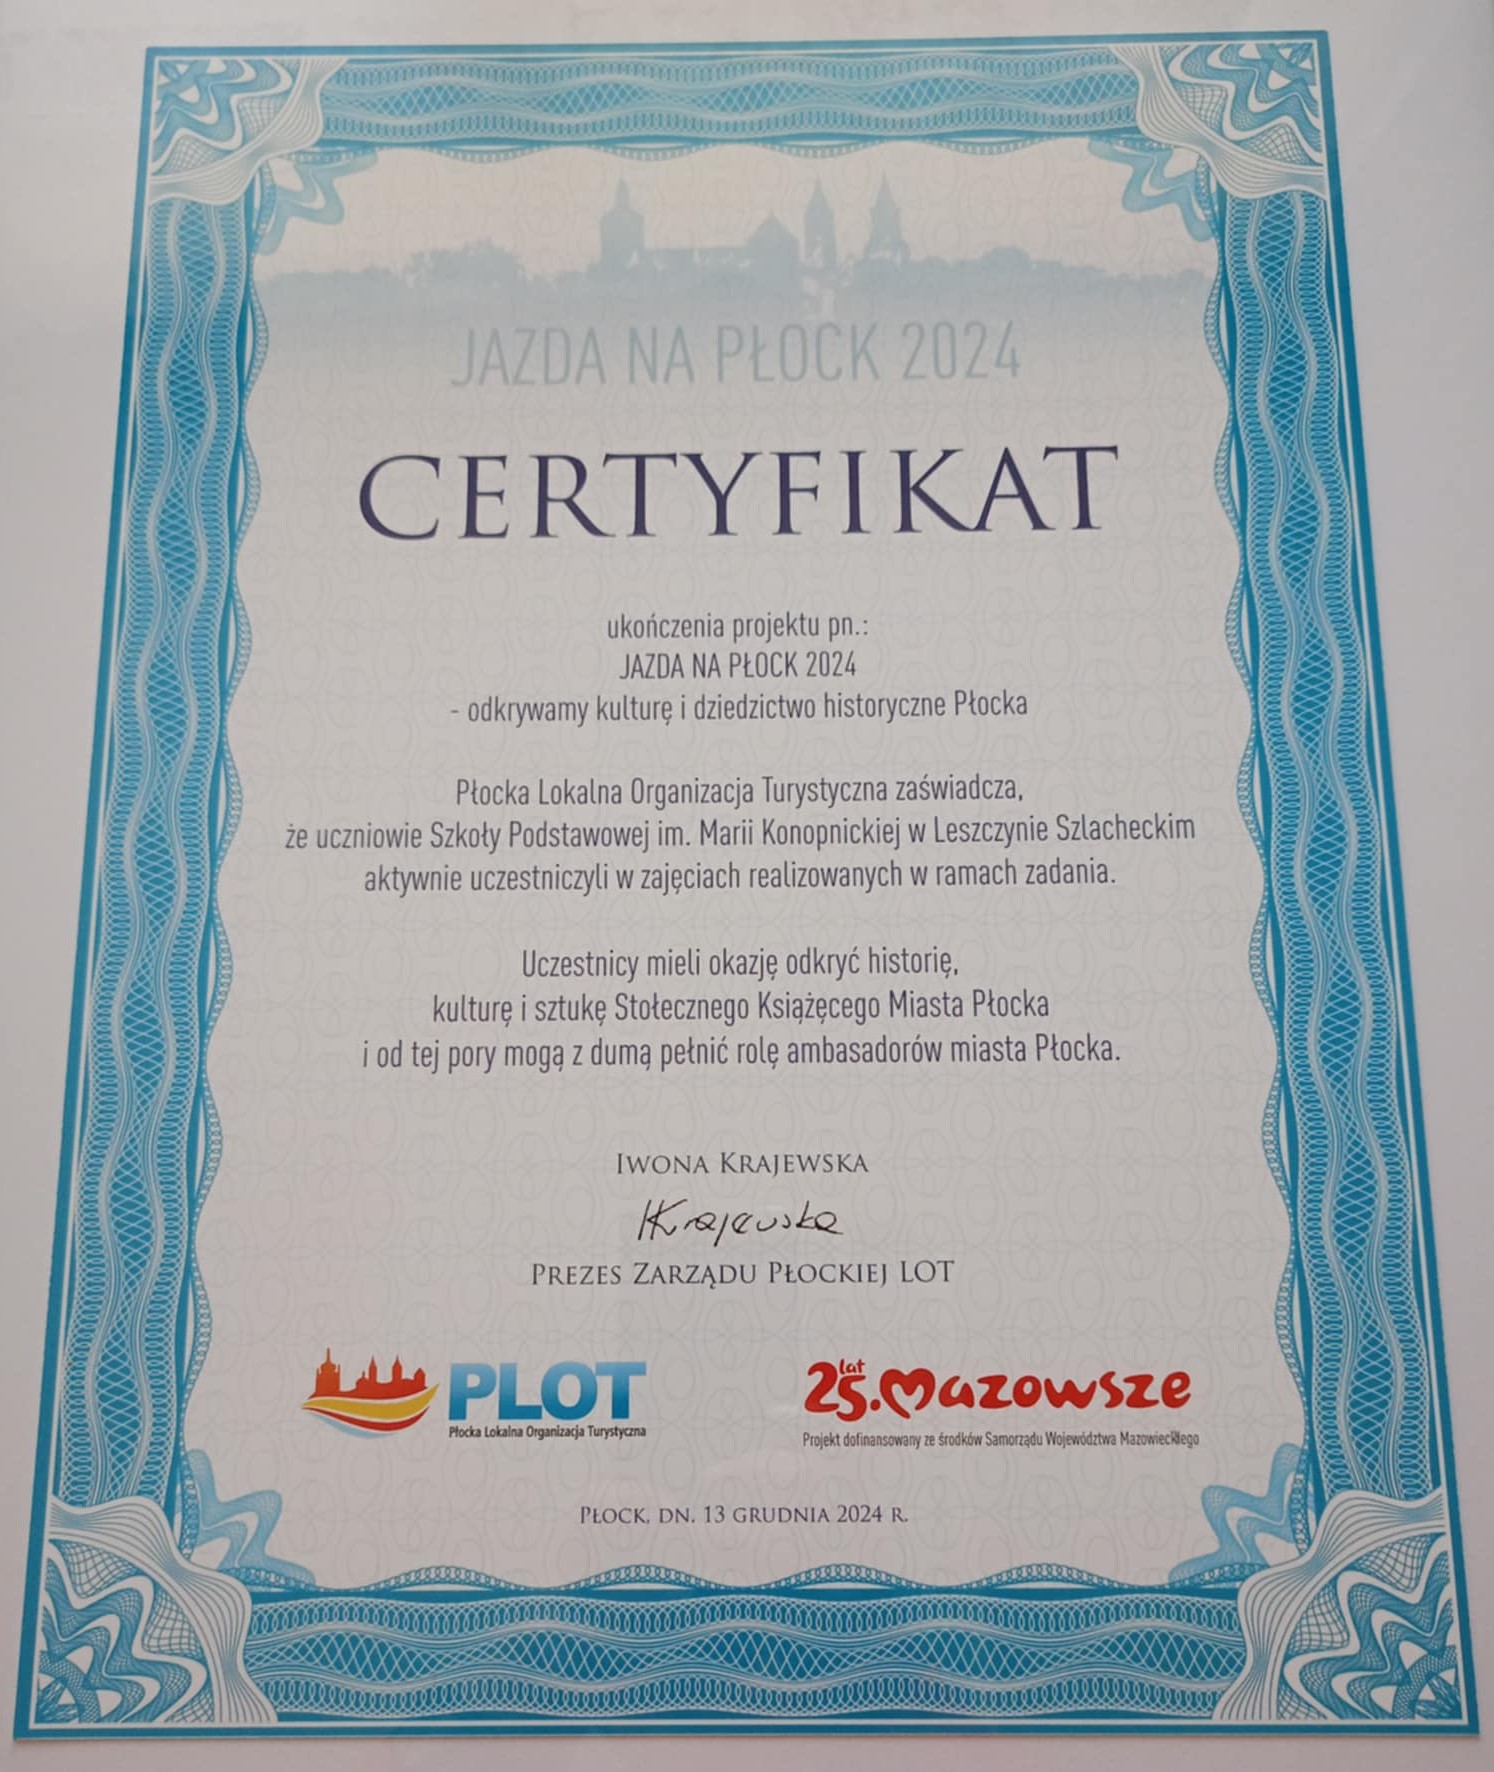 JAZDA NA PŁOCK 2024
CERTYFIKAT
ukończenia projektu pn.:
JAZDA NA PŁOCK 2024
- odkrywamy kulturę i dziedzictwo historyczne Płocka
Płocka Lokalna Organizacja Turystyczna zaświadcza,
że uczniowie Szkoły Podstawowej im. Marii Konopnickiej w Leszczynie Szlacheckim
aktywnie uczestniczyli w zajęciach realizowanych w ramach zadania.
Uczestnicy mieli okazję odkryć historię,
kulturę i sztukę Stołecznego Książęcego Miasta Płocka
i od tej pory mogą z dumą pełnić rolę ambasadorów miasta Płocka.
IWONA KRAJEWSKA
IKrajewska
PREZES ZARZĄDU PŁOCKIEJ LOT
PLOT
Płocka Lokalna Organizacja Turystyczna
25 lat. Mazowsze
Projekt dofinansowany ze środków Samorządu Województwa Mazowieckiego
PŁOCK, DN. 13 GRUDNIA 2024 R.